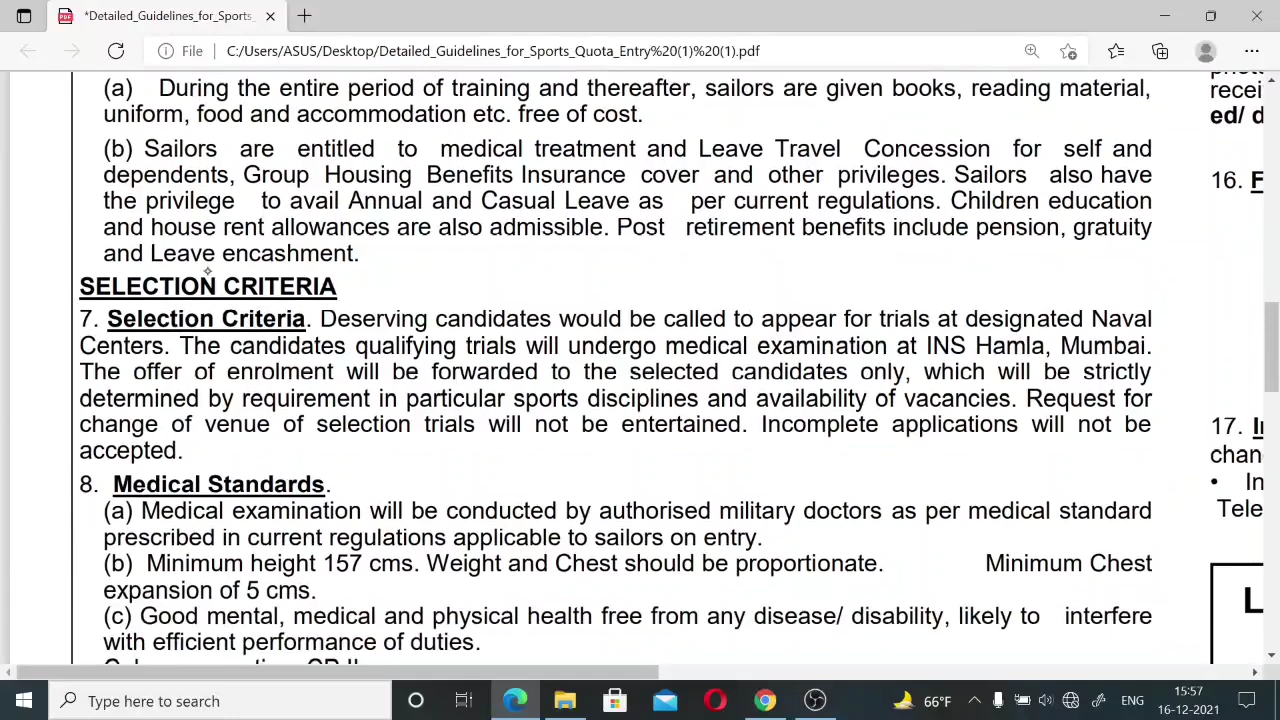 *Detailed_Guidelines_for_Sports_
File
C:/Users/ASUS/Desktop/Detailed_Guidelines_for_Sports_Quota_Entry%20(1)%20(1).pdf
(a) During the entire period of training and thereafter, sailors are given books, reading material,
uniform, food and accommodation etc. free of cost.
(b) Sailors are entitled to medical treatment and Leave Travel Concession for self and
dependents, Group Housing Benefits Insurance cover and other privileges. Sailors also have
the privilege to avail Annual and Casual Leave as per current regulations. Children education
and house rent allowances are also admissible. Post retirement benefits include pension, gratuity
and Leave encashment.
SELECTION CRITERIA
7. Selection Criteria. Deserving candidates would be called to appear for trials at designated Naval
Centers. The candidates qualifying trials will undergo medical examination at INS Hamla, Mumbai.
The offer of enrolment will be forwarded to the selected candidates only, which will be strictly
determined by requirement in particular sports disciplines and availability of vacancies. Request for
change of venue of selection trials will not be entertained. Incomplete applications will not be
accepted.
8. Medical Standards.
(a) Medical examination will be conducted by authorised military doctors as per medical standard
prescribed in current regulations applicable to sailors on entry.
(b) Minimum height 157 cms. Weight and Chest should be proportionate. Minimum Chest
expansion of 5 cms.
(c) Good mental, medical and physical health free from any disease/ disability, likely to interfere
with efficient performance of duties.
recei
ed/ d
16. F
17. I
chan
• In
Tele
L
Type here to search
66°F
ENG
15:57
16-12-2021